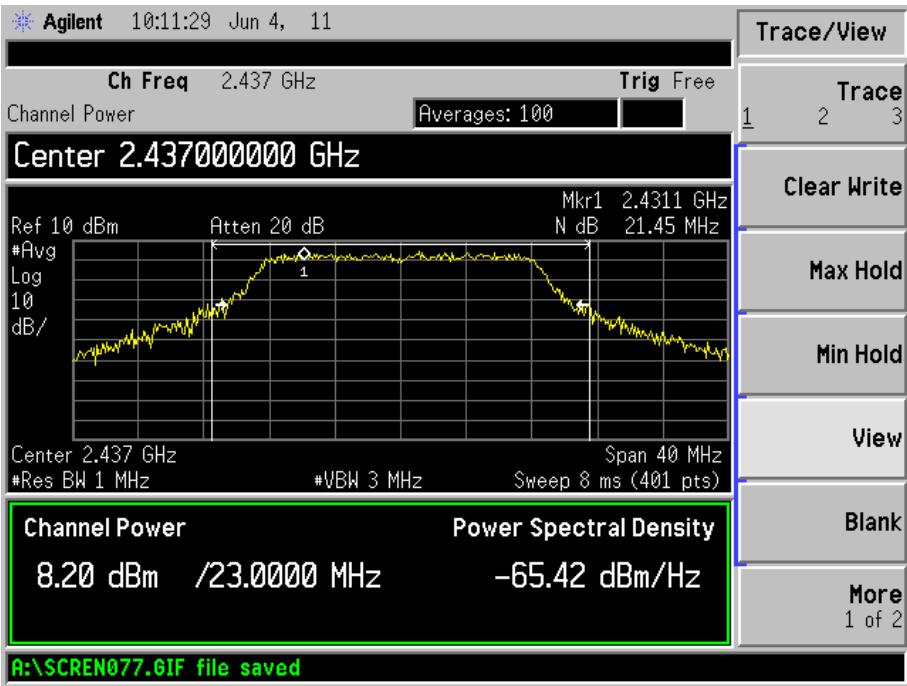 Agilent 10:11:29 Jun 4, 11
Trace/View
Ch Freq 2.437 GHz Trig Free
Channel Power Averages: 100
Trace
1 2 3
Center 2.437000000 GHz
Clear Write
Mkr1 2.4311 GHz
Ref 10 dBm Atten 20 dB N dB 21.45 MHz
#Avg
Log
10
dB/
1
Max Hold
Min Hold
View
Center 2.437 GHz Span 40 MHz
#Res BW 1 MHz #VBW 3 MHz Sweep 8 ms (401 pts)
Channel Power Power Spectral Density
8.20 dBm /23.0000 MHz -65.42 dBm/Hz
Blank
More
1 of 2
A:\SCREN077.GIF file saved